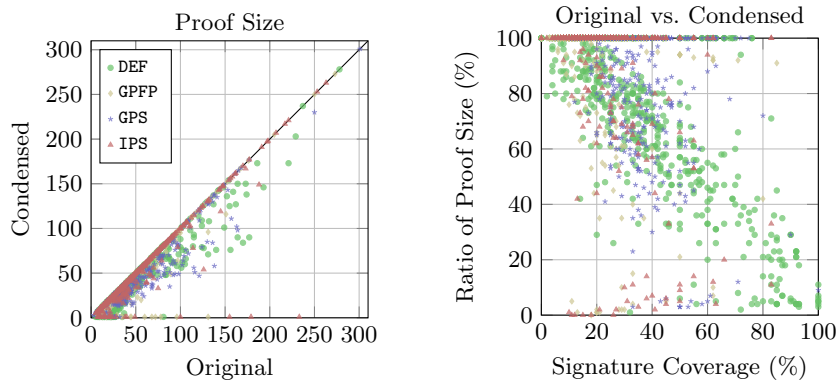 Proof Size
300
250
200
150
100
50
0
0 50 100 150 200 250 300
Condensed
Original
DEF
GPFP
GPS
IPS
Original vs. Condensed
100
80
60
40
20
0
0 20 40 60 80 100
Ratio of Proof Size (%)
Signature Coverage (%)